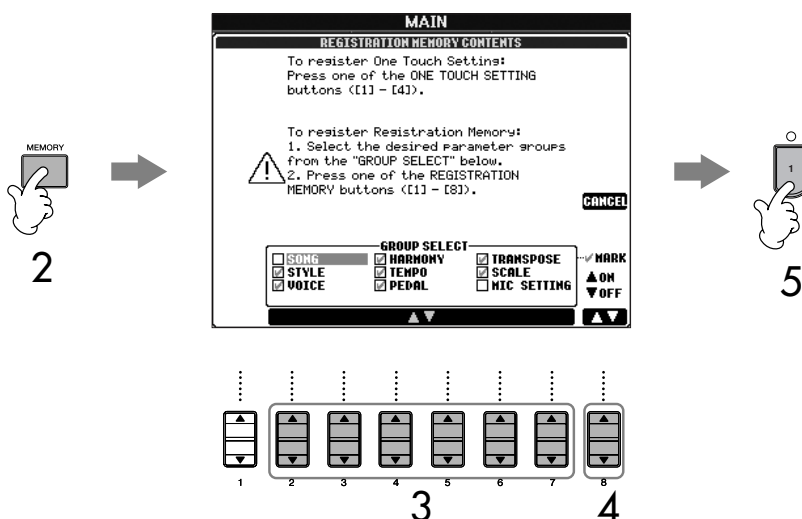 MAIN
REGISTRATION MEMORY CONTENTS
To register One Touch Setting:
Press one of the ONE TOUCH SETTING
buttons ([1] - [4]).
To register Registration Memory:
1. Select the desired parameter groups
from the "GROUP SELECT" below.
2. Press one of the REGISTRATION
MEMORY buttons ([1] - [8]).
CANCEL
GROUP SELECT
SONG HARMONY TRANSPOSE
STYLE TEMPO SCALE
VOICE PEDAL MIC SETTING
MARK
▲ON
▼OFF
▲▼ ▲▼
MEMORY
2
1
5
1 2 3 4 5 6 7 8
3 4